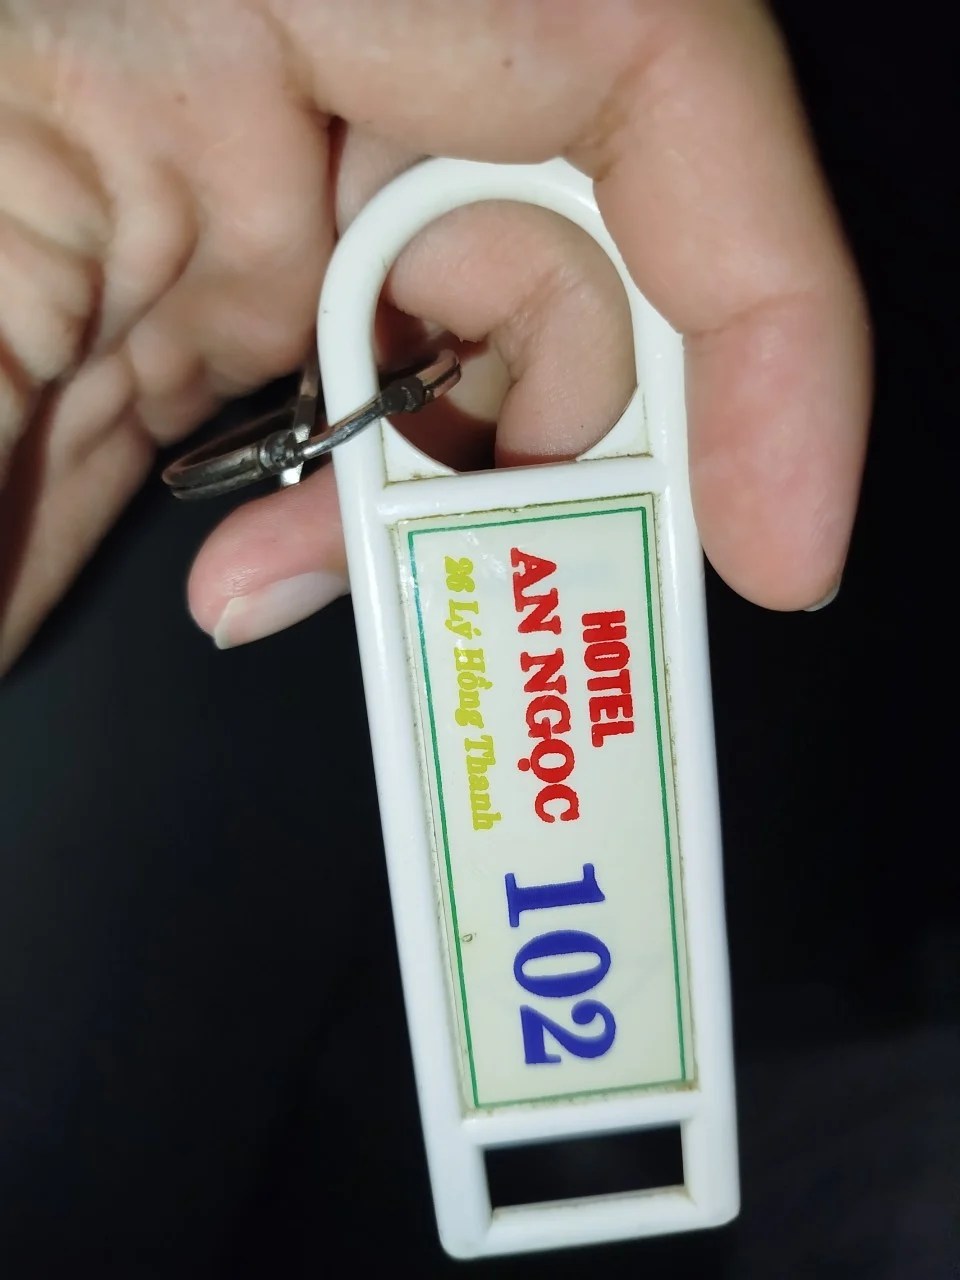 HOTEL
AN NGỌC
26 Lý Hồng Thanh
102